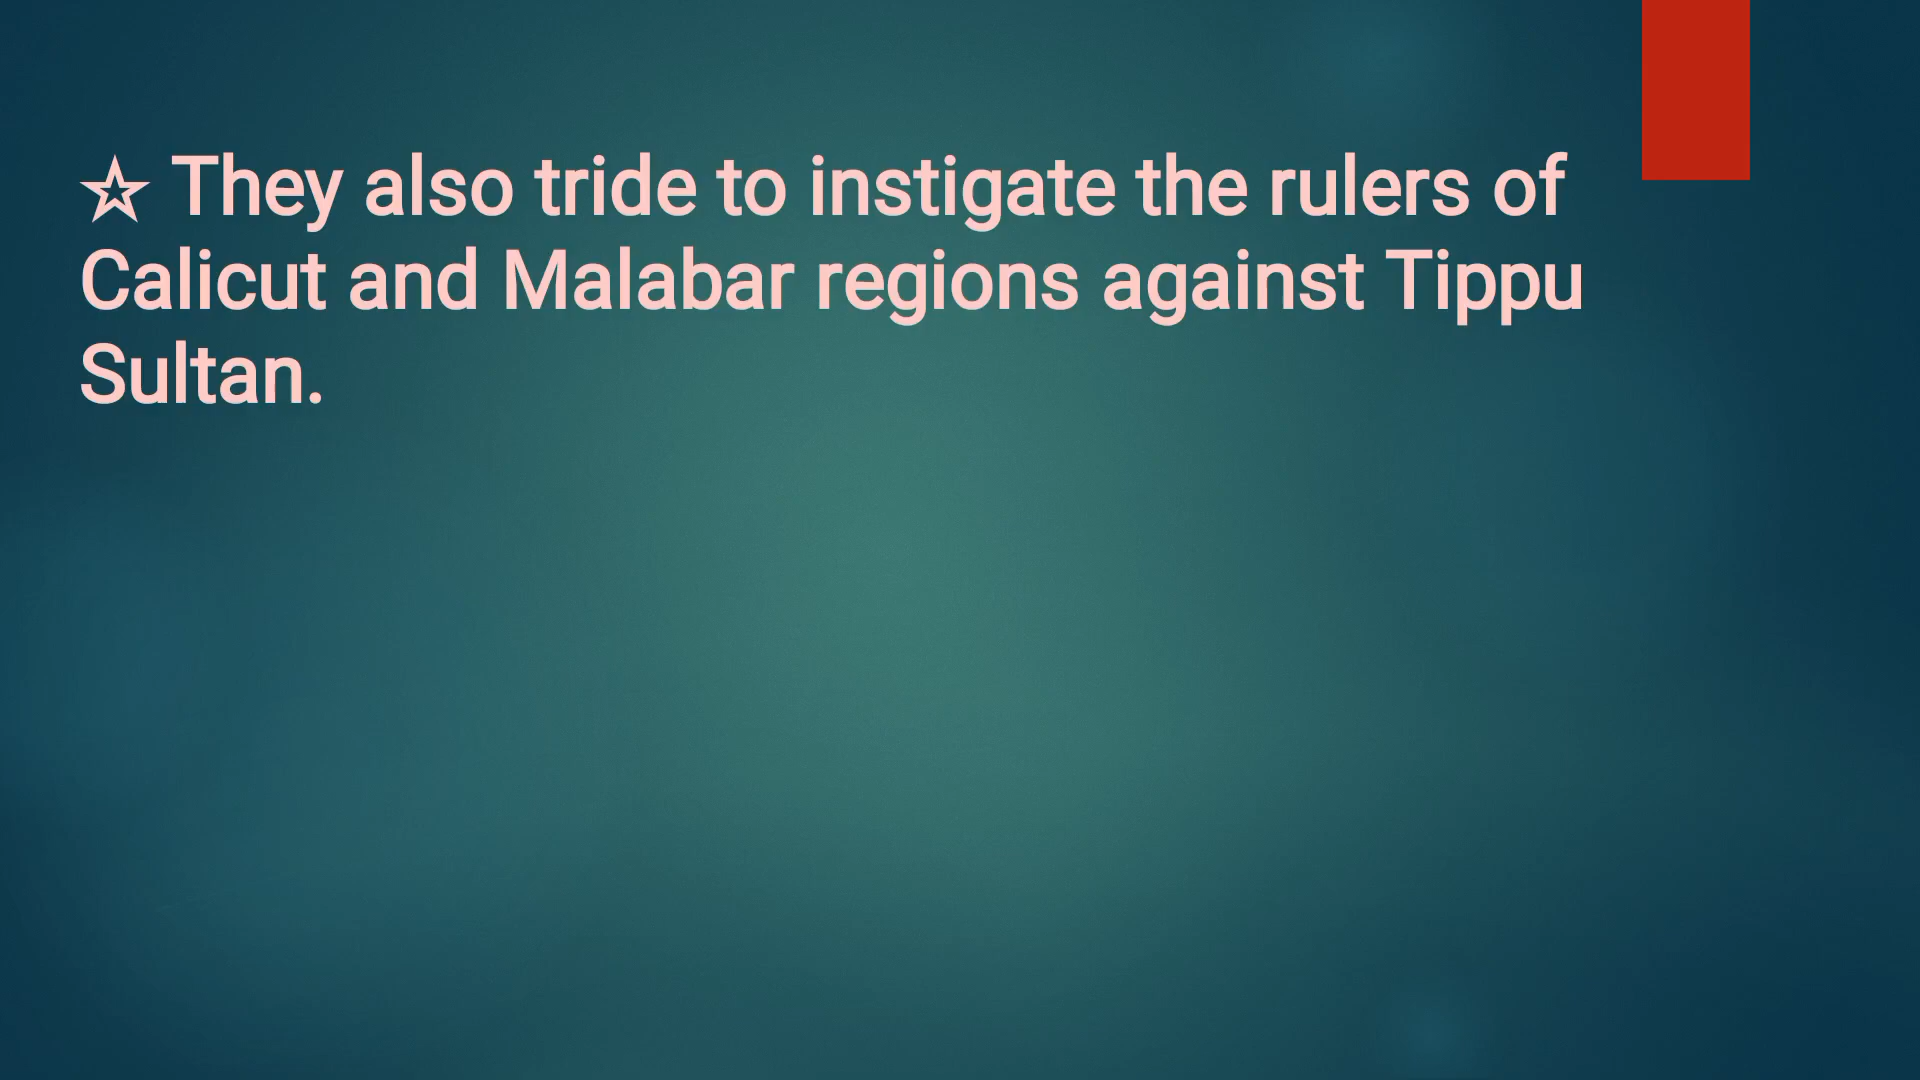 ☆ They also tride to instigate the rulers of
Calicut and Malabar regions against Tippu
Sultan.